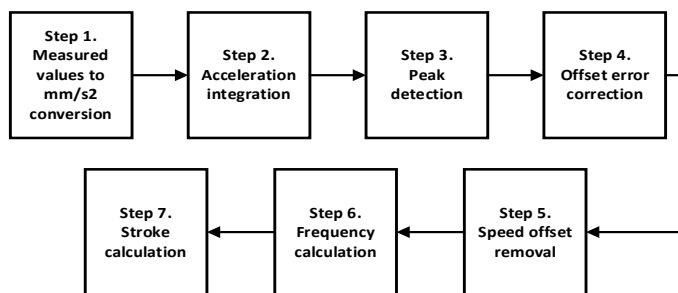 Step 1.
Measured
values to
mm/s2
conversion
Step 2.
Acceleration
integration
Step 3.
Peak
detection
Step 4.
Offset error
correction
Step 5.
Speed offset
removal
Step 6.
Frequency
calculation
Step 7.
Stroke
calculation